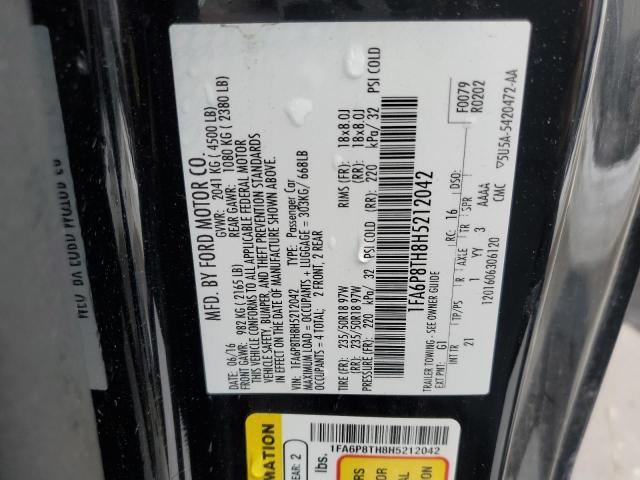 MFD. BY FORD MOTOR CO.
DATE: 06/16 GVWR: 2041 KG ( 4500 LB)
FRONT GAWR: 982 KG ( 2165 LB) REAR GAWR: 1080 KG ( 2380 LB)
THIS VEHICLE CONFORMS TO ALL APPLICABLE FEDERAL MOTOR
VEHICLE SAFETY, BUMPER, AND THEFT PREVENTION STANDARDS
IN EFFECT ON THE DATE OF MANUFACTURE SHOWN ABOVE.
VIN: 1FA6P8TH8H5212042 TYPE: Passenger Car
MAXIMUM LOAD = OCCUPANTS + LUGGAGE = 303KG/ 668LB
OCCUPANTS = 4 TOTAL: 2 FRONT, 2 REAR
TIRE (FR): 235/50R18 97W RIMS (FR): 18x8.0J
(RR): 235/50R18 97W (RR): 18x8.0J
PRESSURE (FR): 220 kPa/ 32 PSI COLD (RR): 220 kPa/ 32 PSI COLD
1FA6P8TH8H5212042
TRAILER TOWING - SEE OWNER GUIDE
EXT PNT: G1 RC: 16 DSO: F0079
R0202
INT TR TP/PS R AXLE TR SPR
21 1 YY 3 AAAA
CMC
1201606306120
▽5U5A-5420472-AA
MATION
REAR: 2
1FA6P8TH8H5212042
lbs.